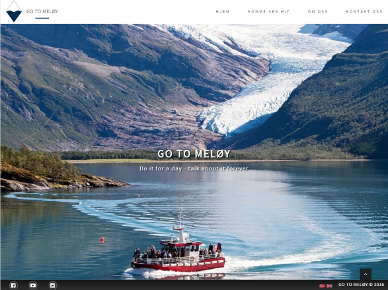 GO TO MELØY
HJEM
KOMME SEG HIT
OM OSS
KONTAKT OSS
GO TO MELØY
Do it for a day - talk about it forever
GO TO MELØY © 2016